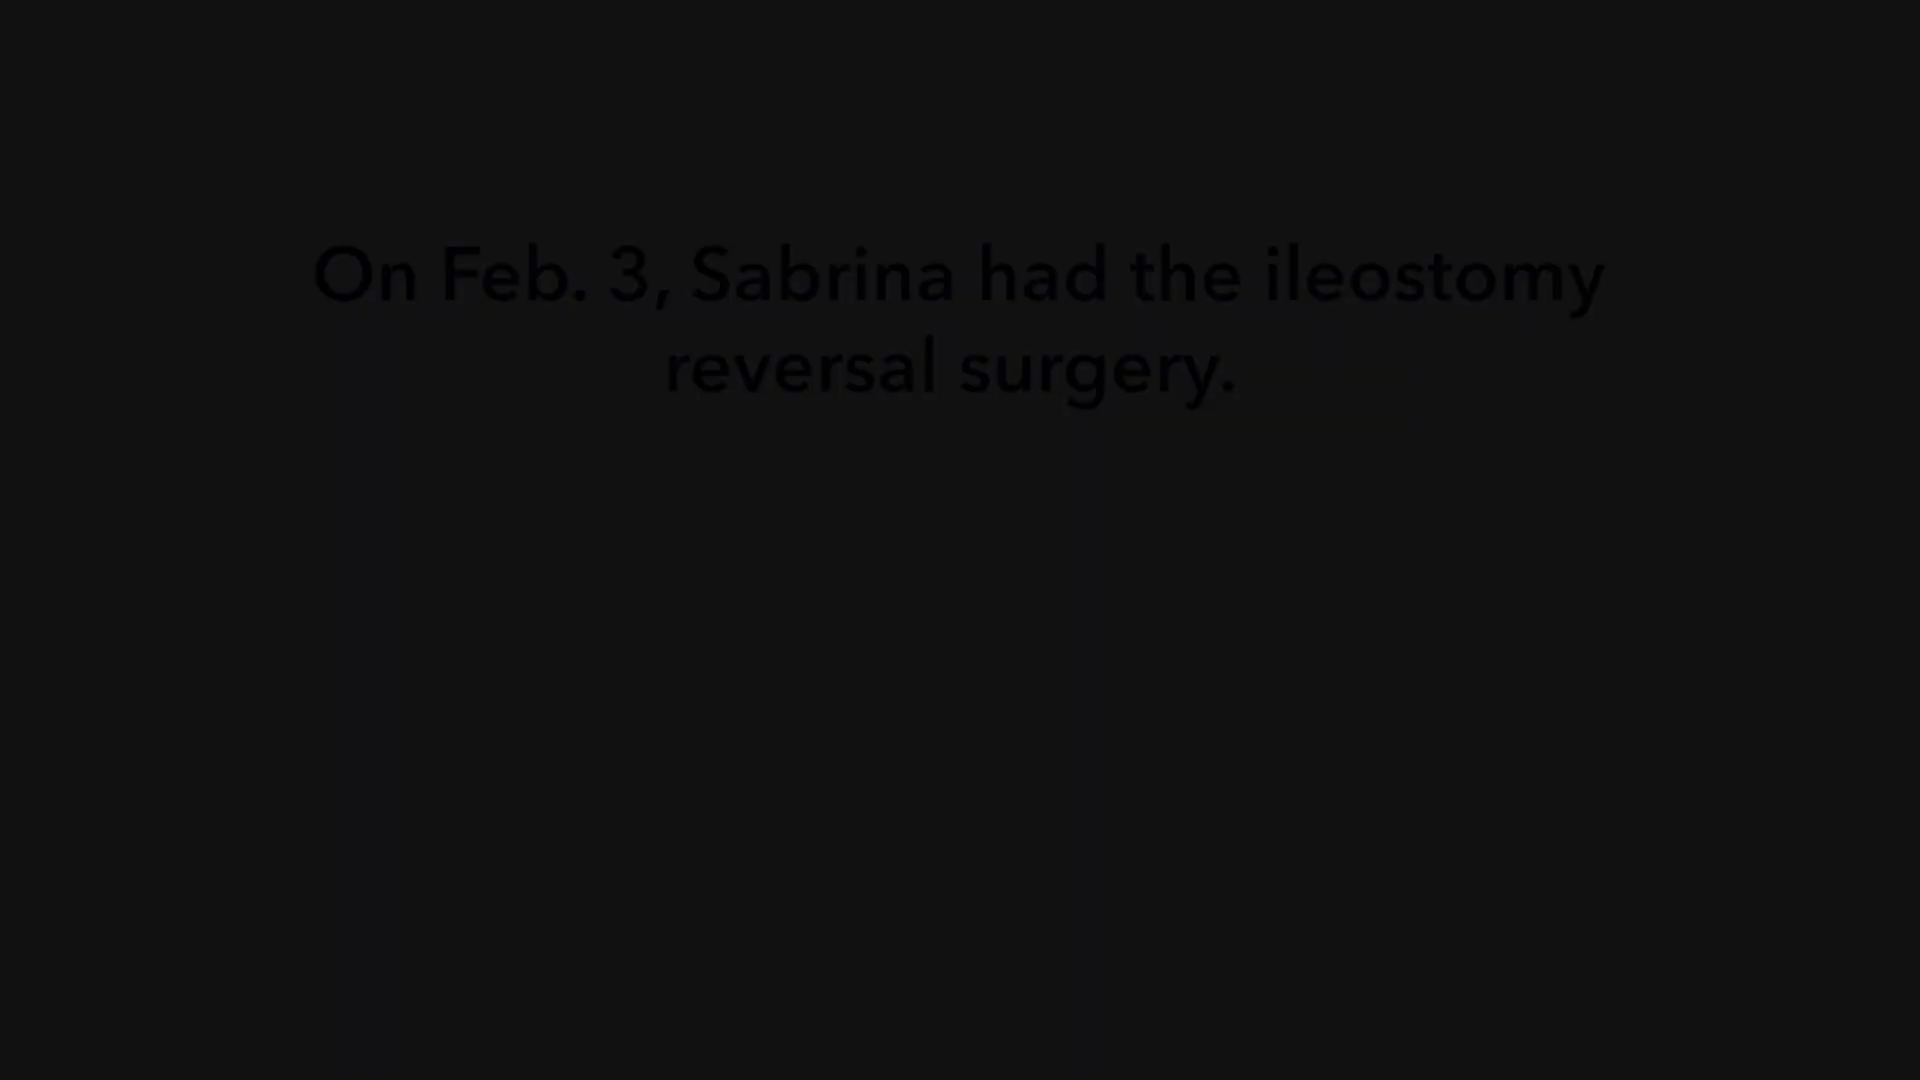 On Feb. 3, Sabrina had the ileostomy
reversal surgery.